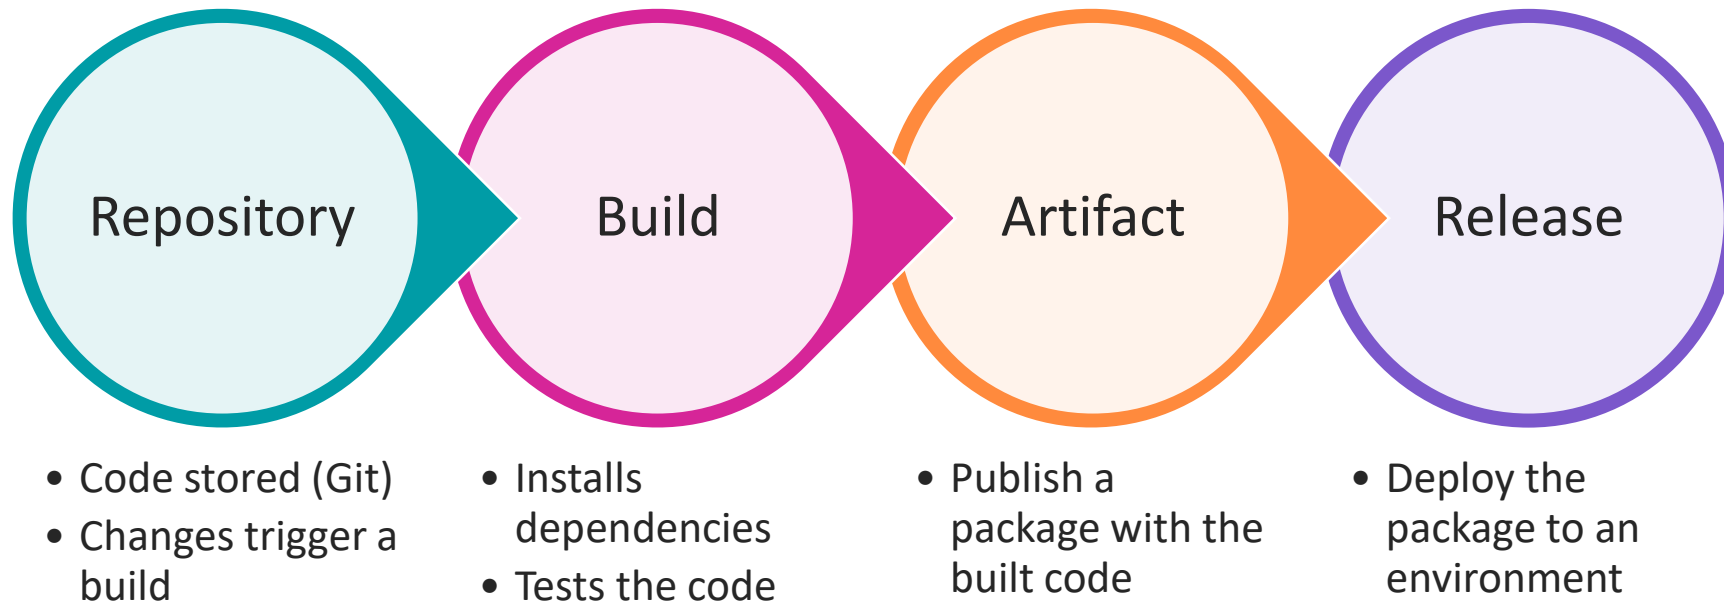 Repository
Build
Artifact
Release
• Code stored (Git)
• Changes trigger a
build
• Installs
dependencies
• Tests the code
• Publish a
package with the
built code
• Deploy the
package to an
environment